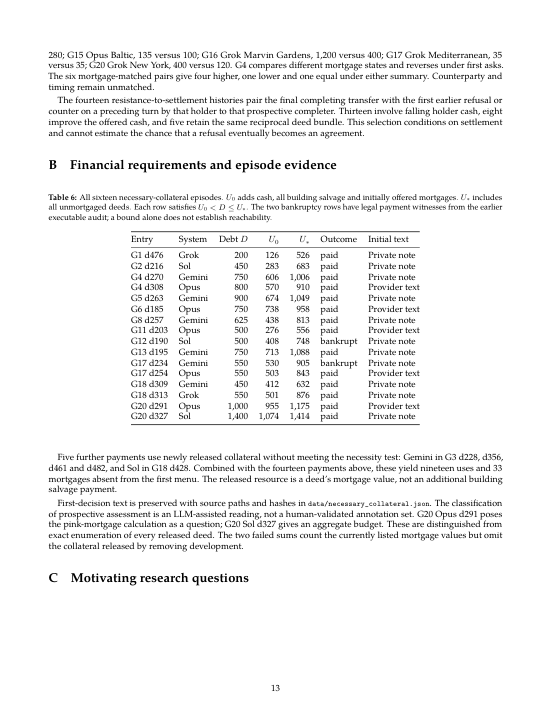 280; G15 Opus Baltic, 135 versus 100; G16 Grok Marvin Gardens, 1,200 versus 400; G17 Grok Mediterranean, 35
versus 35; G20 Grok New York, 400 versus 120. G4 compares different mortgage states and reverses under first asks.
The six mortgage-matched pairs give four higher, one lower and one equal under either summary. Counterparty and
timing remain unmatched.
The fourteen resistance-to-settlement histories pair the final completing transfer with the first earlier refusal or
counter on a preceding turn by that holder to that prospective completer. Thirteen involve falling holder cash, eight
improve the offered cash, and five retain the same reciprocal deed bundle. This selection conditions on settlement
and cannot estimate the chance that a refusal eventually becomes an agreement.
B Financial requirements and episode evidence
Table 6: All sixteen necessary-collateral episodes. U₀ adds cash, all building salvage and initially offered mortgages. U* includes
all unmortgaged deeds. Each row satisfies U₀ < D ≤ U*. The two bankruptcy rows have legal payment witnesses from the earlier
executable audit; a bound alone does not establish reachability.
Entry System Debt D U₀ U* Outcome Initial text
G1 d476 Grok 200 126 526 paid Private note
G2 d216 Sol 450 283 683 paid Private note
G4 d270 Gemini 750 606 1,006 paid Private note
G4 d308 Opus 800 570 910 paid Provider text
G5 d263 Gemini 900 674 1,049 paid Private note
G6 d185 Opus 750 738 958 paid Provider text
G8 d257 Gemini 625 438 813 paid Private note
G11 d203 Opus 500 276 556 paid Provider text
G12 d190 Sol 500 408 748 bankrupt Private note
G13 d195 Gemini 750 713 1,088 paid Private note
G17 d234 Gemini 550 530 905 bankrupt Private note
G17 d254 Opus 550 503 843 paid Provider text
G18 d309 Gemini 450 412 632 paid Private note
G18 d313 Grok 550 501 876 paid Private note
G20 d291 Opus 1,000 955 1,175 paid Provider text
G20 d327 Sol 1,400 1,074 1,414 paid Private note
Five further payments use newly released collateral without meeting the necessity test: Gemini in G3 d228, d356,
d461 and d482, and Sol in G18 d428. Combined with the fourteen payments above, these yield nineteen uses and 33
mortgages absent from the first menu. The released resource is a deed's mortgage value, not an additional building
salvage payment.
First-decision text is preserved with source paths and hashes in data/necessary_collateral.json. The classification
of prospective assessment is an LLM-assisted reading, not a human-validated annotation set. G20 Opus d291 poses
the pink-mortgage calculation as a question; G20 Sol d327 gives an aggregate budget. These are distinguished from
exact enumeration of every released deed. The two failed sums count the currently listed mortgage values but omit
the collateral released by removing development.
C Motivating research questions
13